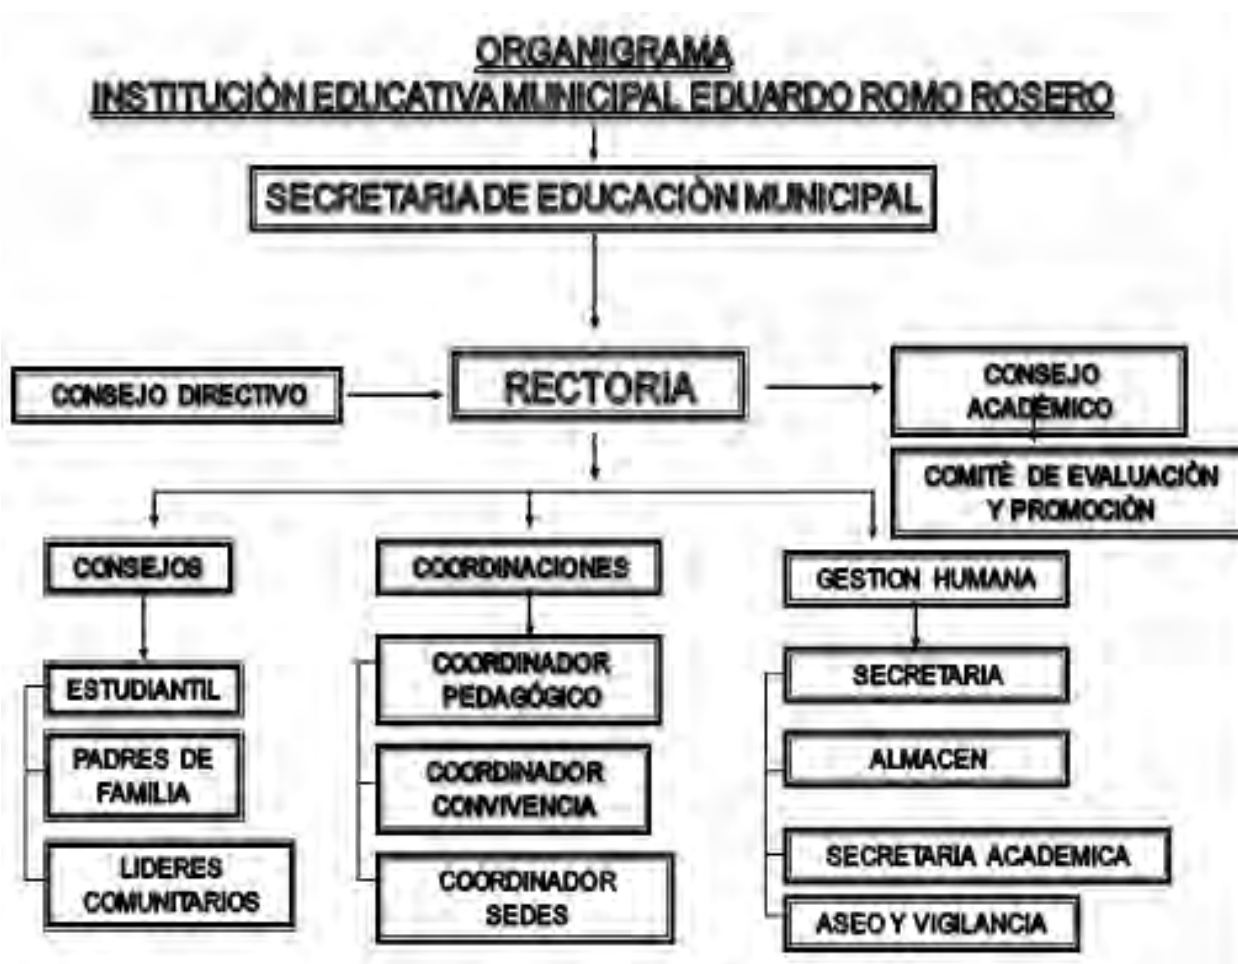 ORGANIGRAMA
INSTITUCIÒN EDUCATIVA MUNICIPAL EDUARDO ROMO ROSERO
SECRETARIA DE EDUCACIÒN MUNICIPAL
CONSEJO DIRECTIVO
RECTORIA
CONSEJO
ACADÉMICO
COMITÈ DE EVALUACIÒN
Y PROMOCIÒN
CONSEJOS
COORDINACIONES
GESTION HUMANA
ESTUDIANTIL
PADRES DE
FAMILIA
LIDERES
COMUNITARIOS
COORDINADOR
PEDAGÓGICO
COORDINADOR
CONVIVENCIA
COORDINADOR
SEDES
SECRETARIA
ALMACEN
SECRETARIA ACADEMICA
ASEO Y VIGILANCIA